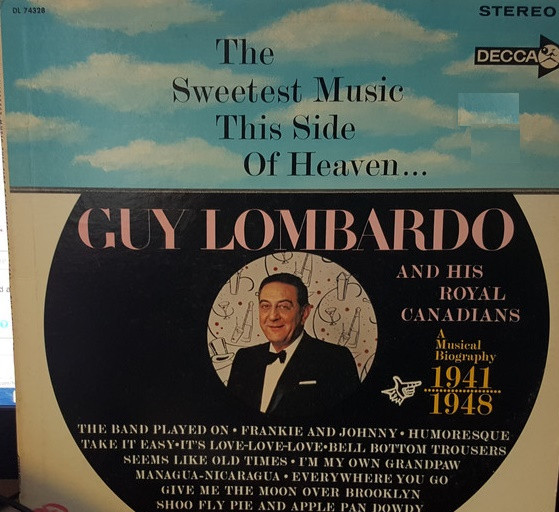 DL 74328
STEREO
DECCA
The
Sweetest Music
This Side
Of Heaven...
GUY LOMBARDO
AND HIS
ROYAL
CANADIANS
A
Musical
Biography
1941
1948
THE BAND PLAYED ON • FRANKIE AND JOHNNY • HUMORESQUE
TAKE IT EASY•IT'S LOVE-LOVE-LOVE•BELL BOTTOM TROUSERS
SEEMS LIKE OLD TIMES • I'M MY OWN GRANDPAW
MANAGUA-NICARAGUA • EVERYWHERE YOU GO
GIVE ME THE MOON OVER BROOKLYN
SHOO FLY PIE AND APPLE PAN DOWDY